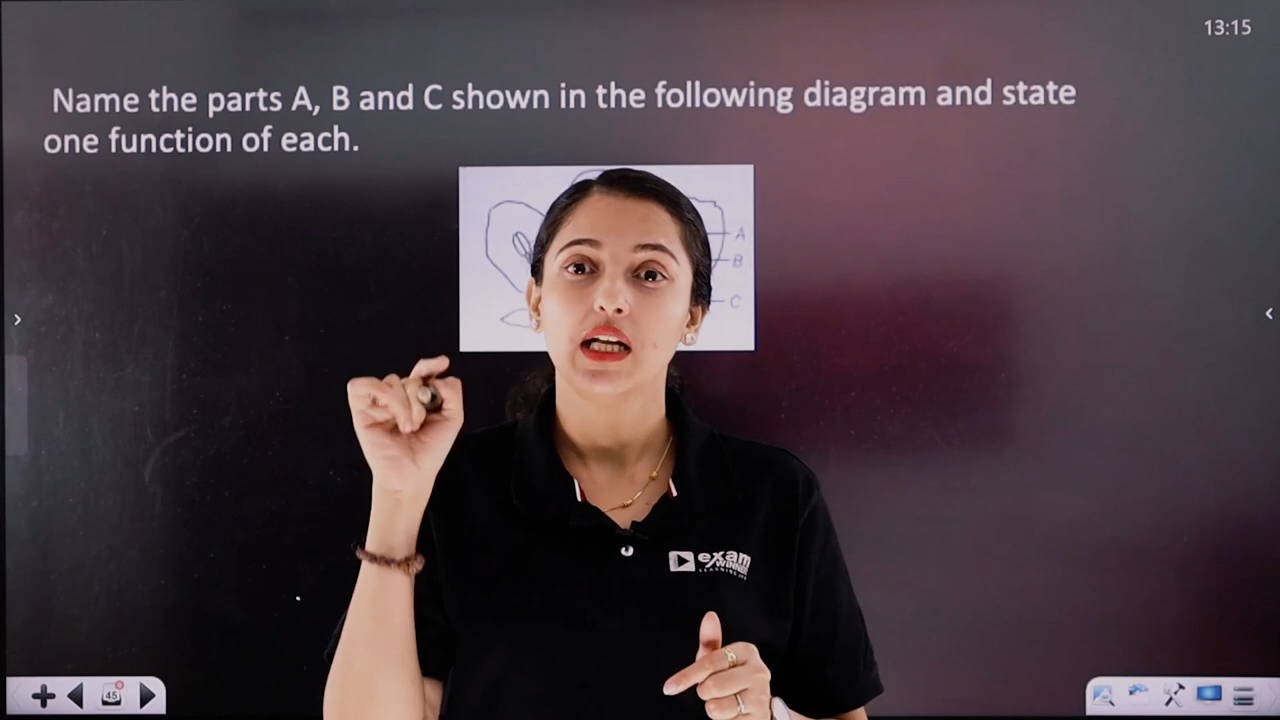 13:15
Name the parts A, B and C shown in the following diagram and state
one function of each.
A
B
C
exam
WINNER
45